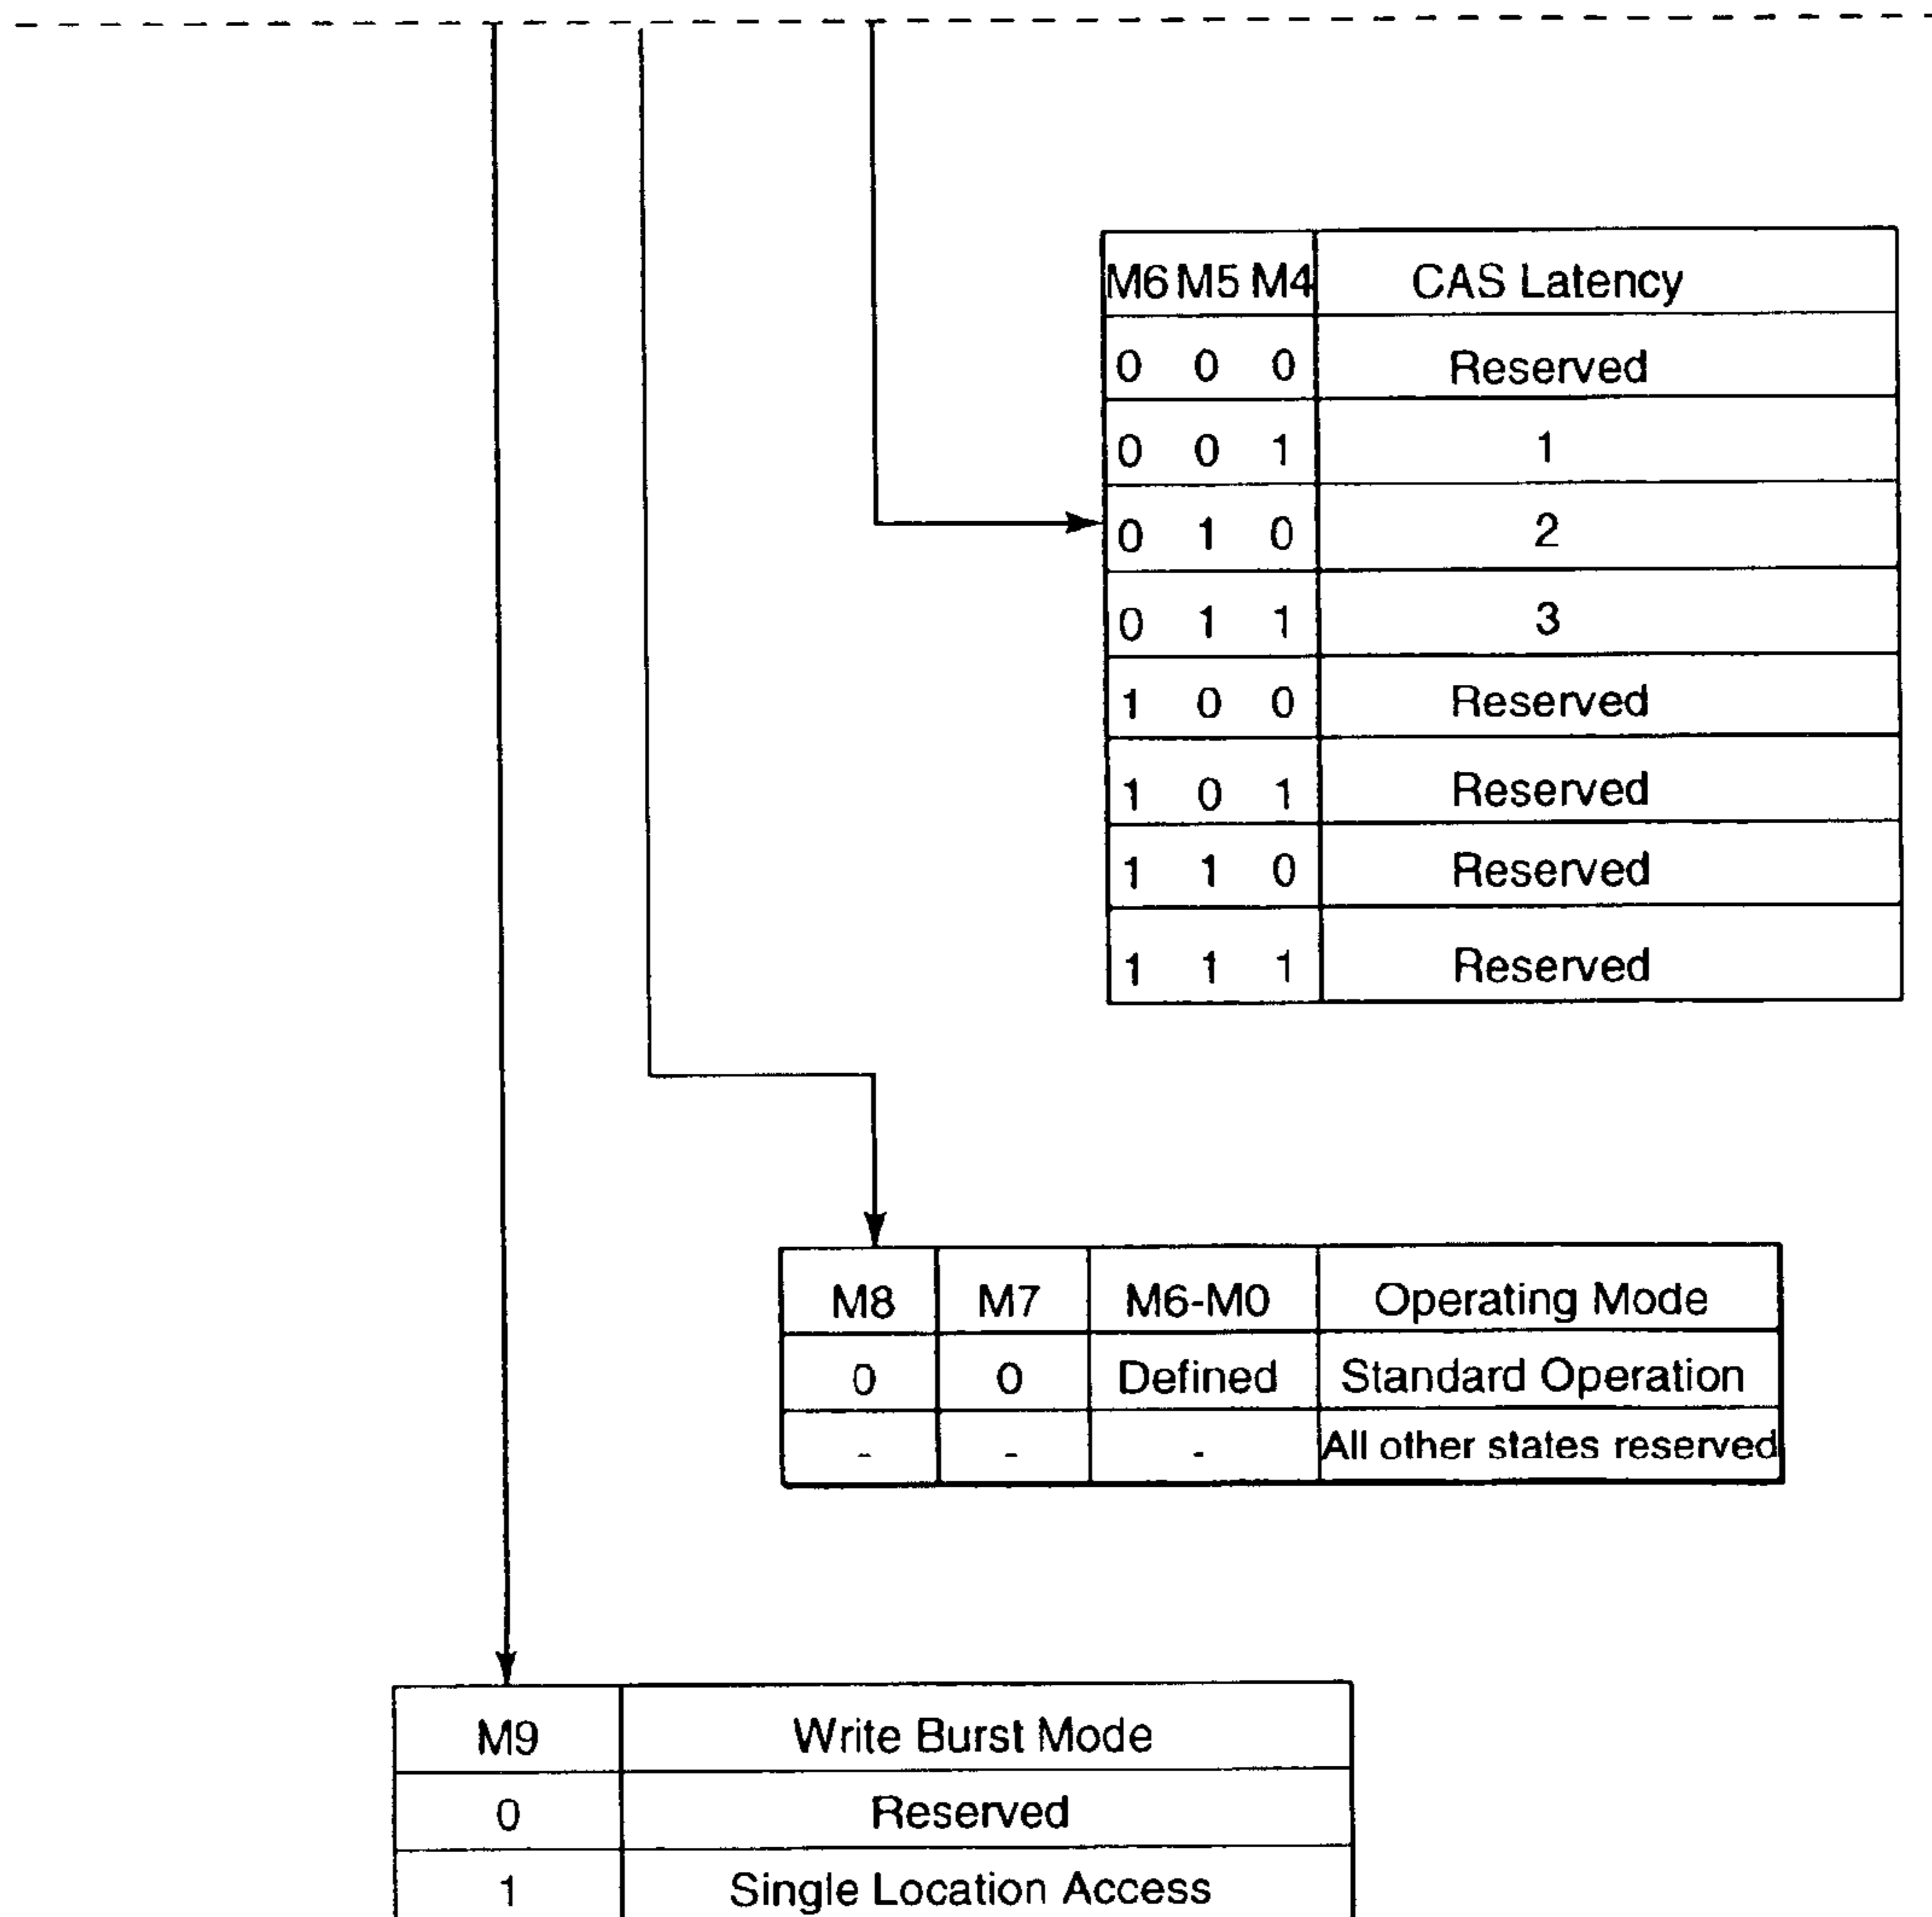 M6 M5 M4 CAS Latency
0 0 0 Reserved
0 0 1 1
0 1 0 2
0 1 1 3
1 0 0 Reserved
1 0 1 Reserved
1 1 0 Reserved
1 1 1 Reserved
M8 M7 M6-M0 Operating Mode
0 0 Defined Standard Operation
- - - All other states reserved
M9 Write Burst Mode
0 Reserved
1 Single Location Access